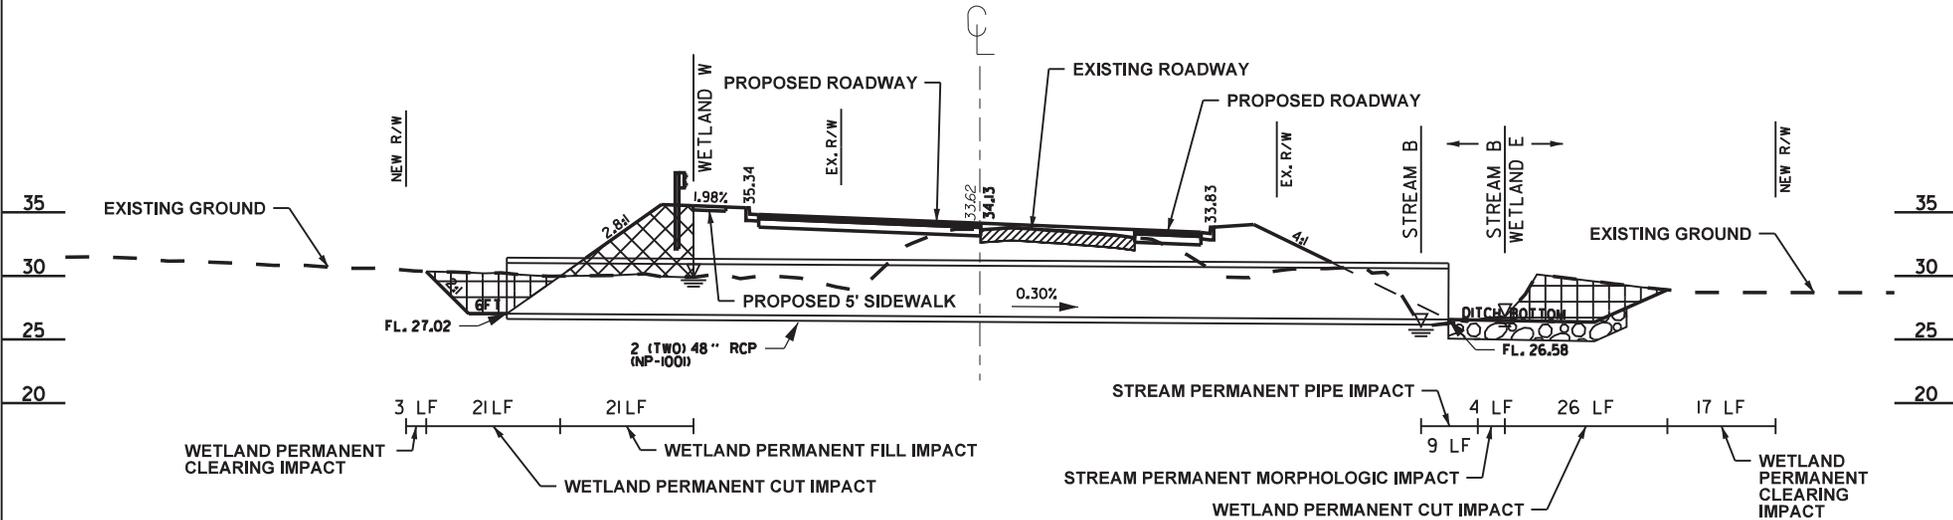 CL
NEW R/W
WETLAND W
PROPOSED ROADWAY
EX. R/W
EXISTING ROADWAY
PROPOSED ROADWAY
EX. R/W
STREAM B
STREAM B
WETLAND E
NEW R/W
35
EXISTING GROUND
2.8:1
1.98%
35.34
33.62
34.13
33.83
4:1
EXISTING GROUND
35
30
2:1
6FT
FL. 27.02
PROPOSED 5' SIDEWALK
0.30%
DITCH BOTTOM
FL. 26.58
30
25
2 (TWO) 48" RCP
(NP-1001)
25
20
20
3 LF
21 LF
21 LF
WETLAND PERMANENT
CLEARING IMPACT
WETLAND PERMANENT FILL IMPACT
WETLAND PERMANENT CUT IMPACT
STREAM PERMANENT PIPE IMPACT
9 LF
4 LF
26 LF
17 LF
STREAM PERMANENT MORPHOLOGIC IMPACT
WETLAND PERMANENT CUT IMPACT
WETLAND
PERMANENT
CLEARING
IMPACT